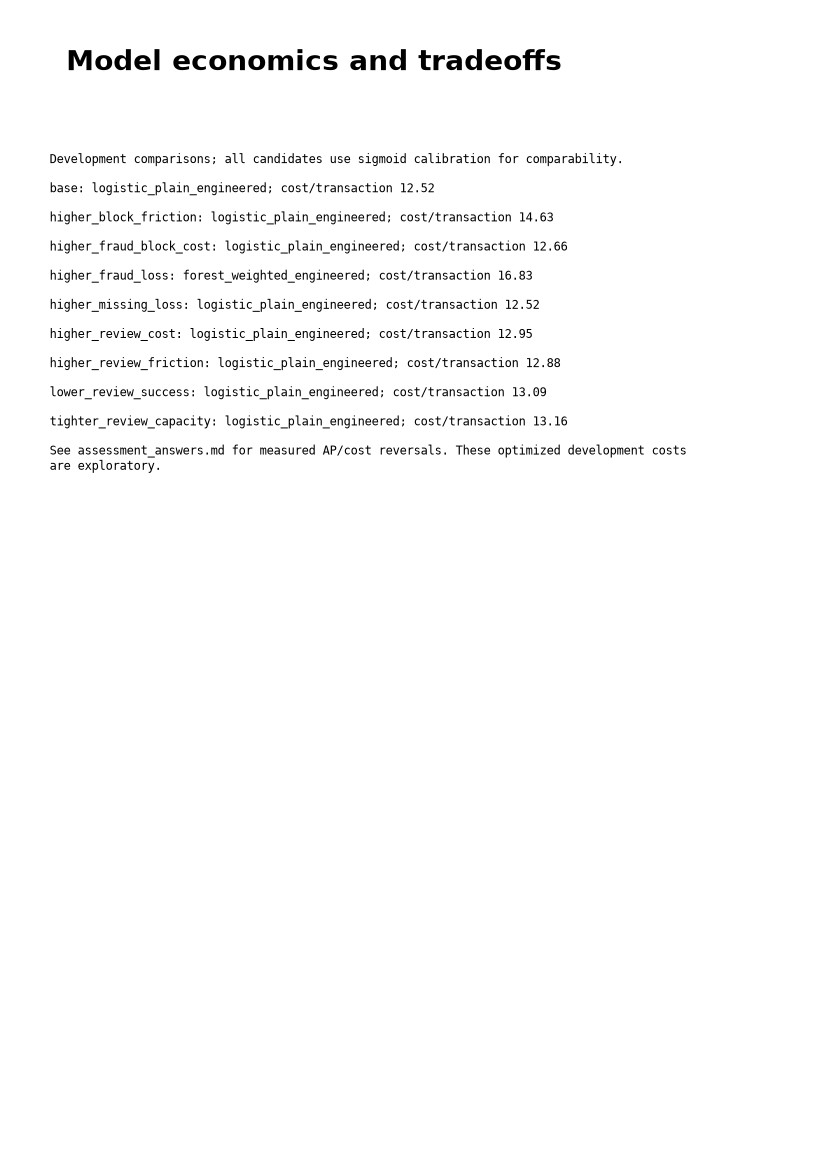 Model economics and tradeoffs
Development comparisons; all candidates use sigmoid calibration for comparability.
base: logistic_plain_engineered; cost/transaction 12.52
higher_block_friction: logistic_plain_engineered; cost/transaction 14.63
higher_fraud_block_cost: logistic_plain_engineered; cost/transaction 12.66
higher_fraud_loss: forest_weighted_engineered; cost/transaction 16.83
higher_missing_loss: logistic_plain_engineered; cost/transaction 12.52
higher_review_cost: logistic_plain_engineered; cost/transaction 12.95
higher_review_friction: logistic_plain_engineered; cost/transaction 12.88
lower_review_success: logistic_plain_engineered; cost/transaction 13.09
tighter_review_capacity: logistic_plain_engineered; cost/transaction 13.16
See assessment_answers.md for measured AP/cost reversals. These optimized development costs
are exploratory.